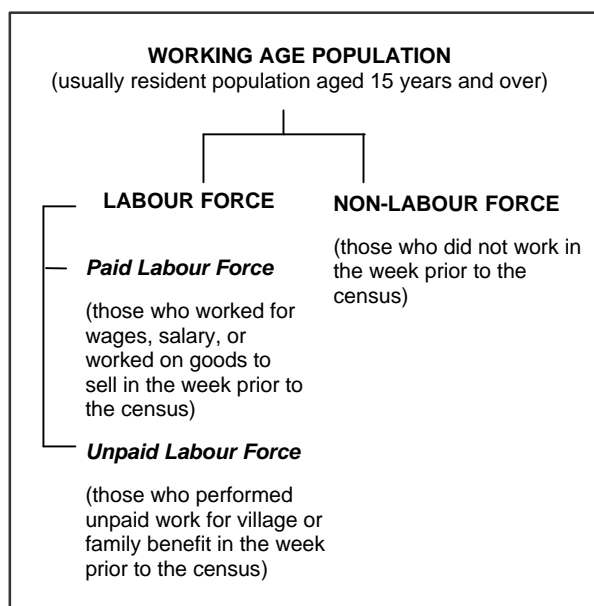 WORKING AGE POPULATION
(usually resident population aged 15 years and over)
LABOUR FORCE
Paid Labour Force
(those who worked for
wages, salary, or
worked on goods to
sell in the week prior to
the census)
Unpaid Labour Force
(those who performed
unpaid work for village or
family benefit in the week
prior to the census)
NON-LABOUR FORCE
(those who did not work in
the week prior to the
census)